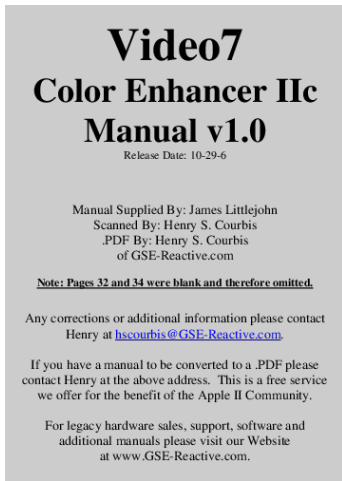 Video7
Color Enhancer IIc
Manual v1.0
Release Date: 10-29-6
Manual Supplied By: James Littlejohn
Scanned By: Henry S. Courbis
.PDF By: Henry S. Courbis
of GSE-Reactive.com
Note: Pages 32 and 34 were blank and therefore omitted.
Any corrections or additional information please contact
Henry at hscourbis@GSE-Reactive.com.
If you have a manual to be converted to a .PDF please
contact Henry at the above address.  This is a free service
we offer for the benefit of the Apple II Community.
For legacy hardware sales, support, software and
additional manuals please visit our Website
at www.GSE-Reactive.com.